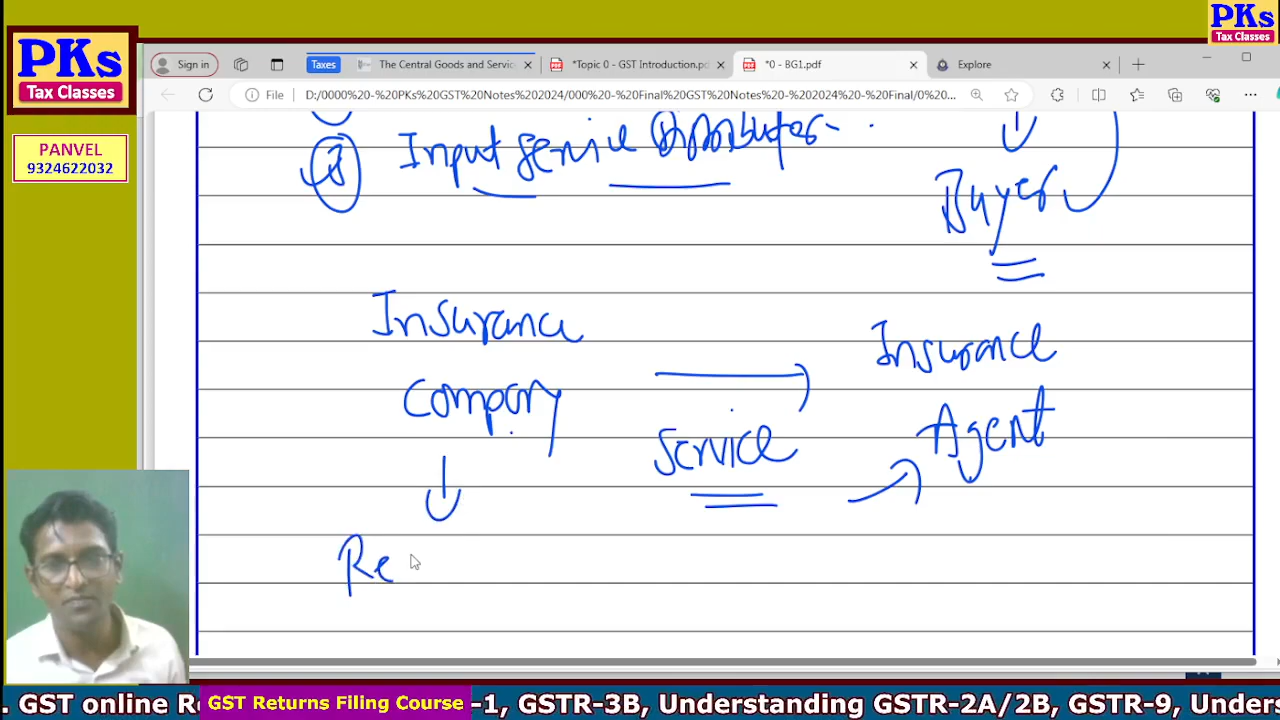 PKs
Tax Classes
PKs
Tax Classes
Sign in
Taxes
The Central Goods and Servic
*Topic 0 - GST Introduction.pd
*0 - BG1.pdf
Explore
File
D:/0000%20-%20PKs%20GST%20Notes%202024/000%20-%20Final%20GST%20Notes%20-%202024%20-%20Final/0%20...
PANVEL
9324622032
Input Service Distributor
Buyer
Insurance
Company
Service
Insurance
Agent
Re
. GST online R
GST Returns Filing Course
-1, GSTR-3B, Understanding GSTR-2A/2B, GSTR-9, Unders